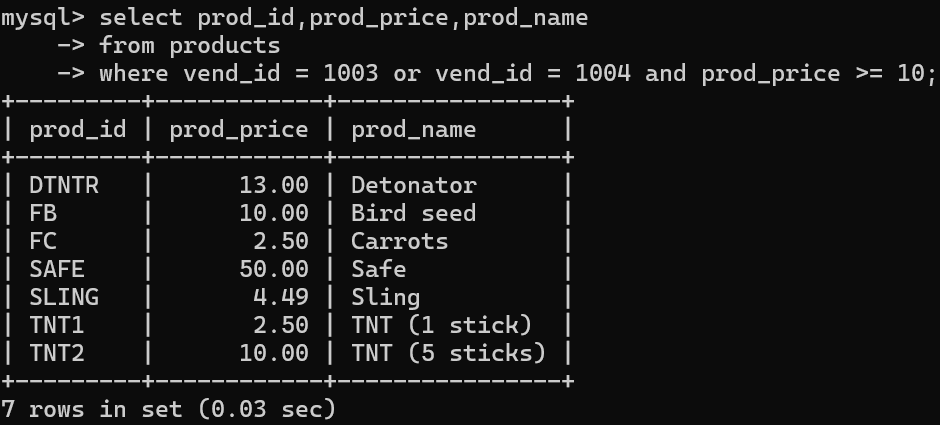 mysql> select prod_id,prod_price,prod_name
    -> from products
    -> where vend_id = 1003 or vend_id = 1004 and prod_price >= 10;
+---------+------------+----------------+
| prod_id | prod_price | prod_name      |
+---------+------------+----------------+
| DTNTR   |      13.00 | Detonator      |
| FB      |      10.00 | Bird seed      |
| FC      |       2.50 | Carrots        |
| SAFE    |      50.00 | Safe           |
| SLING   |       4.49 | Sling          |
| TNT1    |       2.50 | TNT (1 stick)  |
| TNT2    |      10.00 | TNT (5 sticks) |
+---------+------------+----------------+
7 rows in set (0.03 sec)